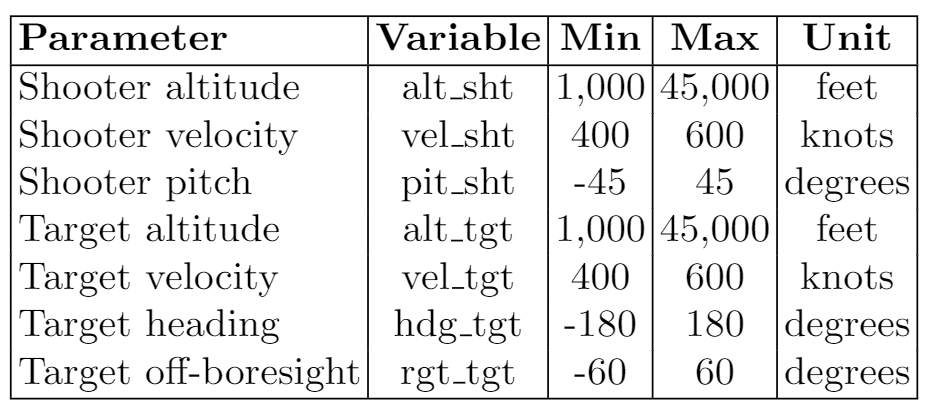 Parameter Variable Min Max Unit
Shooter altitude alt_sht 1,000 45,000 feet
Shooter velocity vel_sht 400 600 knots
Shooter pitch pit_sht -45 45 degrees
Target altitude alt_tgt 1,000 45,000 feet
Target velocity vel_tgt 400 600 knots
Target heading hdg_tgt -180 180 degrees
Target off-boresight rgt_tgt -60 60 degrees